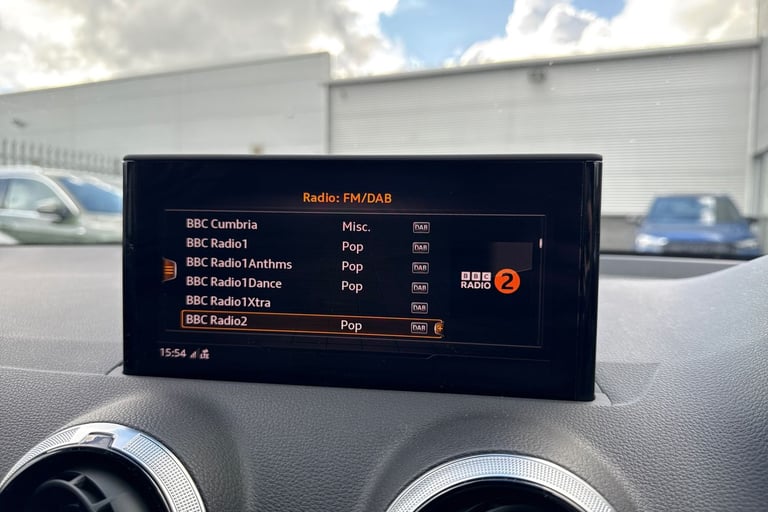 Radio: FM/DAB
BBC Cumbria Misc. DAB
BBC Radio1 Pop DAB
BBC Radio1Anthms Pop DAB
BBC Radio1Dance Pop DAB
BBC Radio1Xtra DAB
BBC Radio2 Pop DAB
BBC
RADIO 2
15:54 LTE